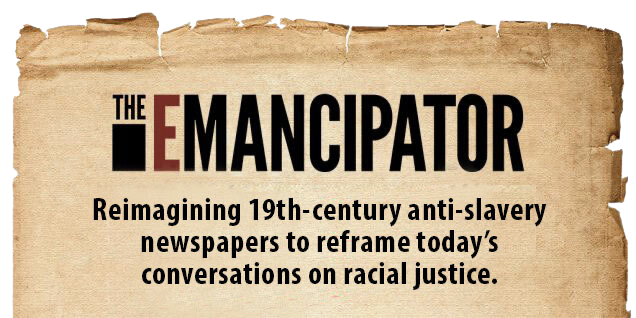 THE EMANCIPATOR
Reimagining 19th-century anti-slavery
newspapers to reframe today's
conversations on racial justice.